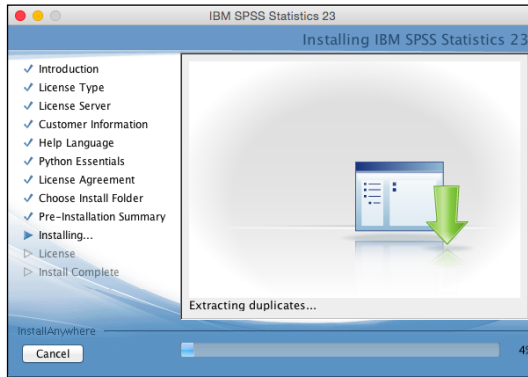 IBM SPSS Statistics 23
Installing IBM SPSS Statistics 23
Introduction
License Type
License Server
Customer Information
Help Language
Python Essentials
License Agreement
Choose Install Folder
Pre-Installation Summary
Installing...
License
Install Complete
Extracting duplicates...
InstallAnywhere
Cancel
4%